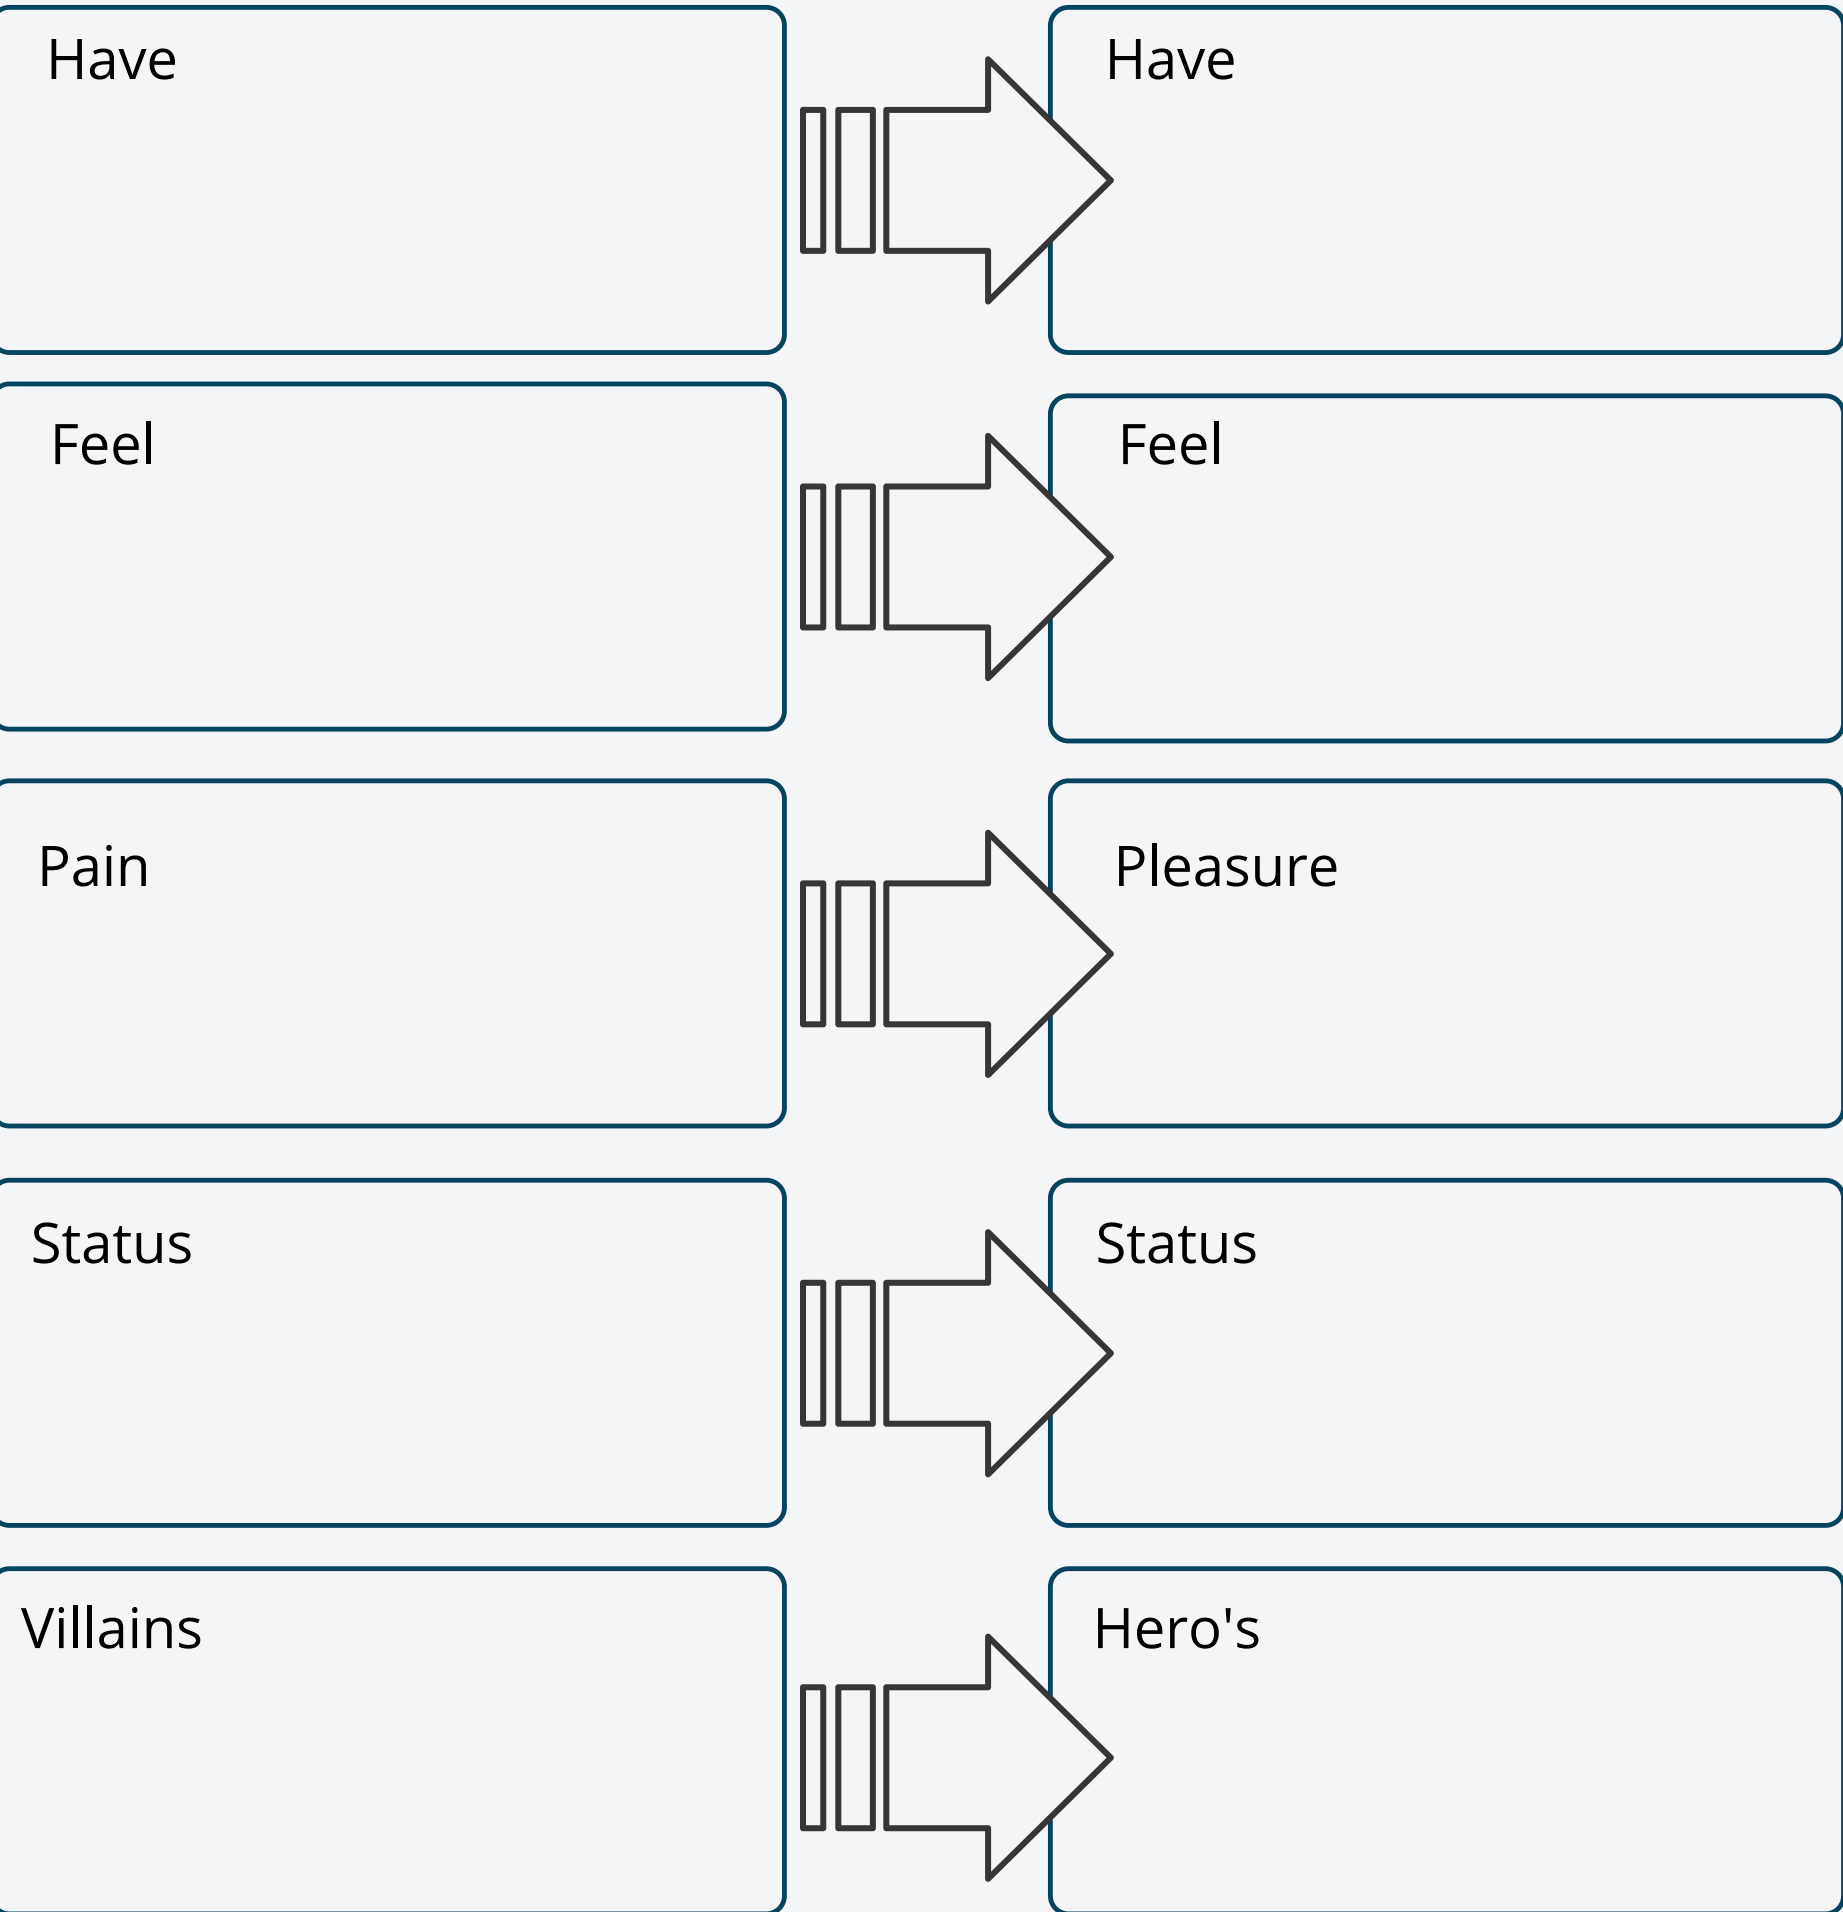 Have
Have
Feel
Feel
Pain
Pleasure
Status
Status
Villains
Hero's